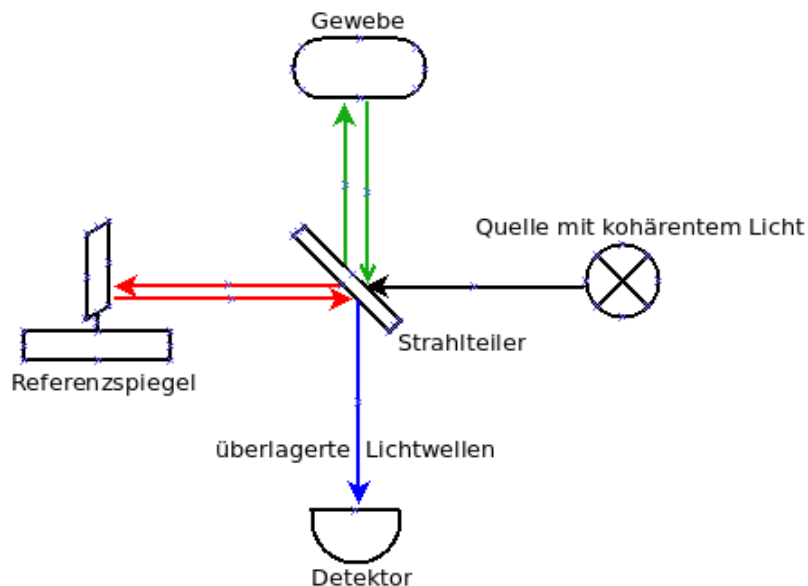 Gewebe
Quelle mit kohärentem Licht
Strahlteiler
Referenzspiegel
überlagerte Lichtwellen
Detektor